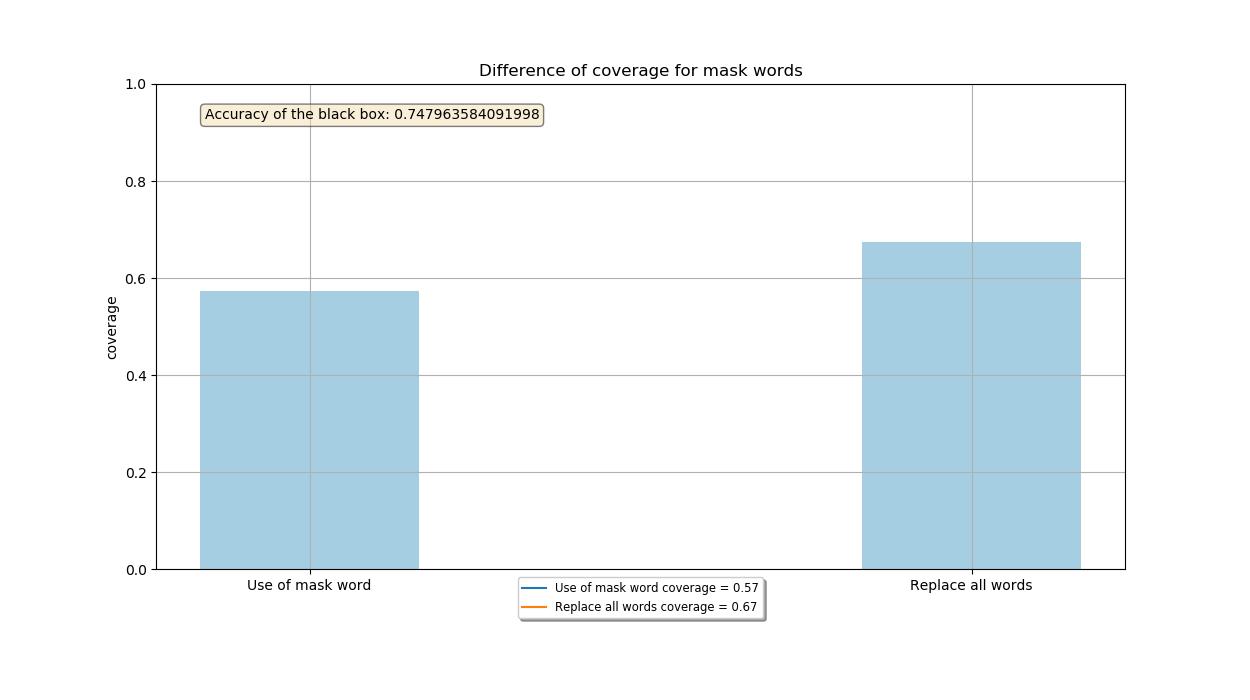 Difference of coverage for mask words
Accuracy of the black box: 0.747963584091998
1.0
0.8
0.6
0.4
0.2
0.0
coverage
Use of mask word
Replace all words
Use of mask word coverage = 0.57
Replace all words coverage = 0.67